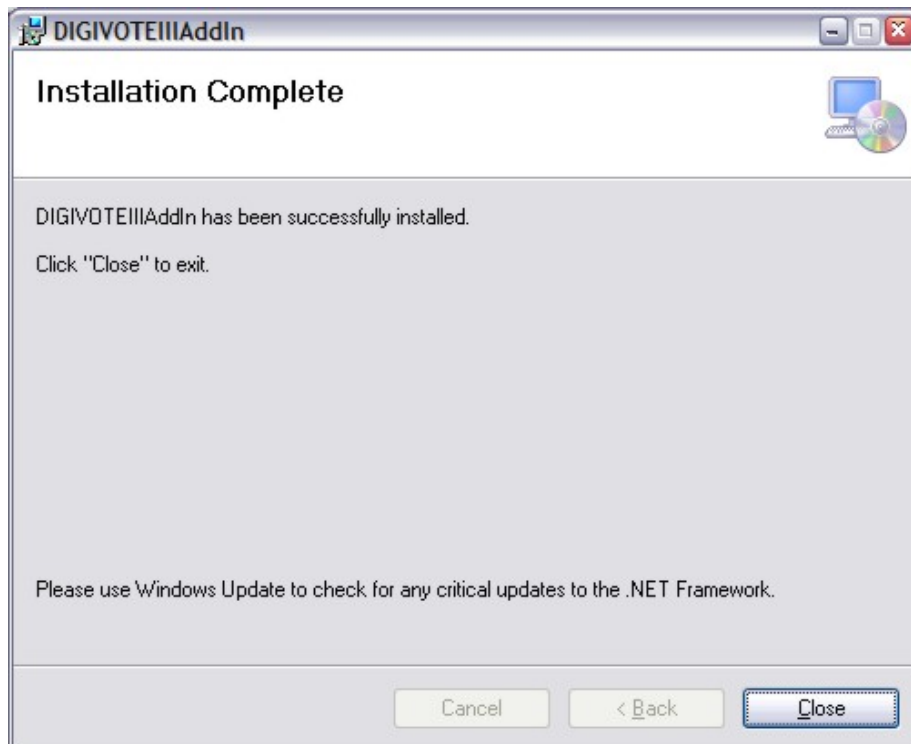 DIGIVOTEIIIAddIn
Installation Complete
DIGIVOTEIIIAddIn has been successfully installed.
Click "Close" to exit.
Please use Windows Update to check for any critical updates to the .NET Framework.
Cancel
< Back
Close